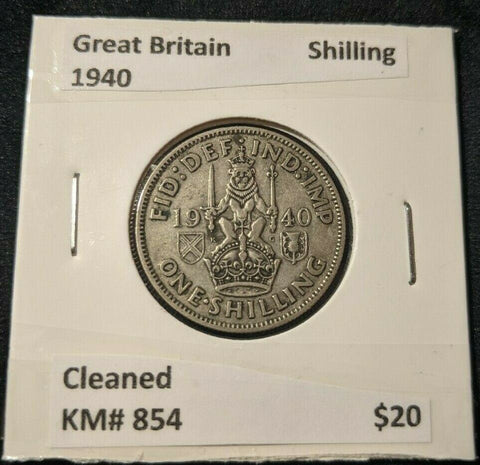 Great Britain Shilling
1940
FID: DEF: IND: IMP
19 40
ONE·SHILLING
Cleaned
KM# 854 $20